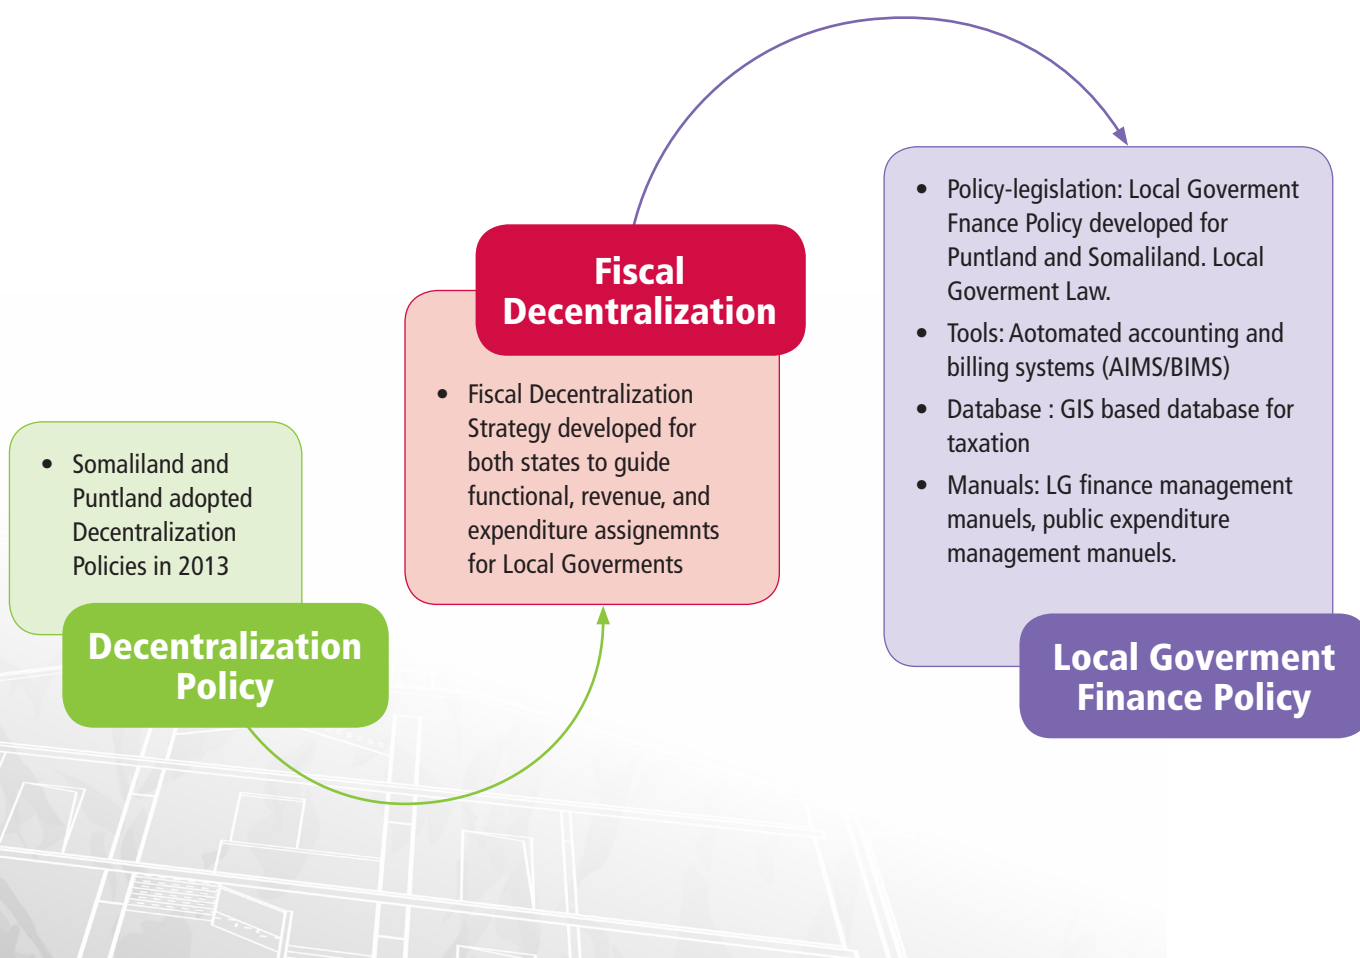 • Somaliland and
Puntland adopted
Decentralization
Policies in 2013
Decentralization
Policy
Fiscal
Decentralization
• Fiscal Decentralization
Strategy developed for
both states to guide
functional, revenue, and
expenditure assignemnts
for Local Goverments
• Policy-legislation: Local Goverment
Fnance Policy developed for
Puntland and Somaliland. Local
Goverment Law.
• Tools: Aotomated accounting and
billing systems (AIMS/BIMS)
• Database : GIS based database for
taxation
• Manuals: LG finance management
manuels, public expenditure
management manuels.
Local Goverment
Finance Policy